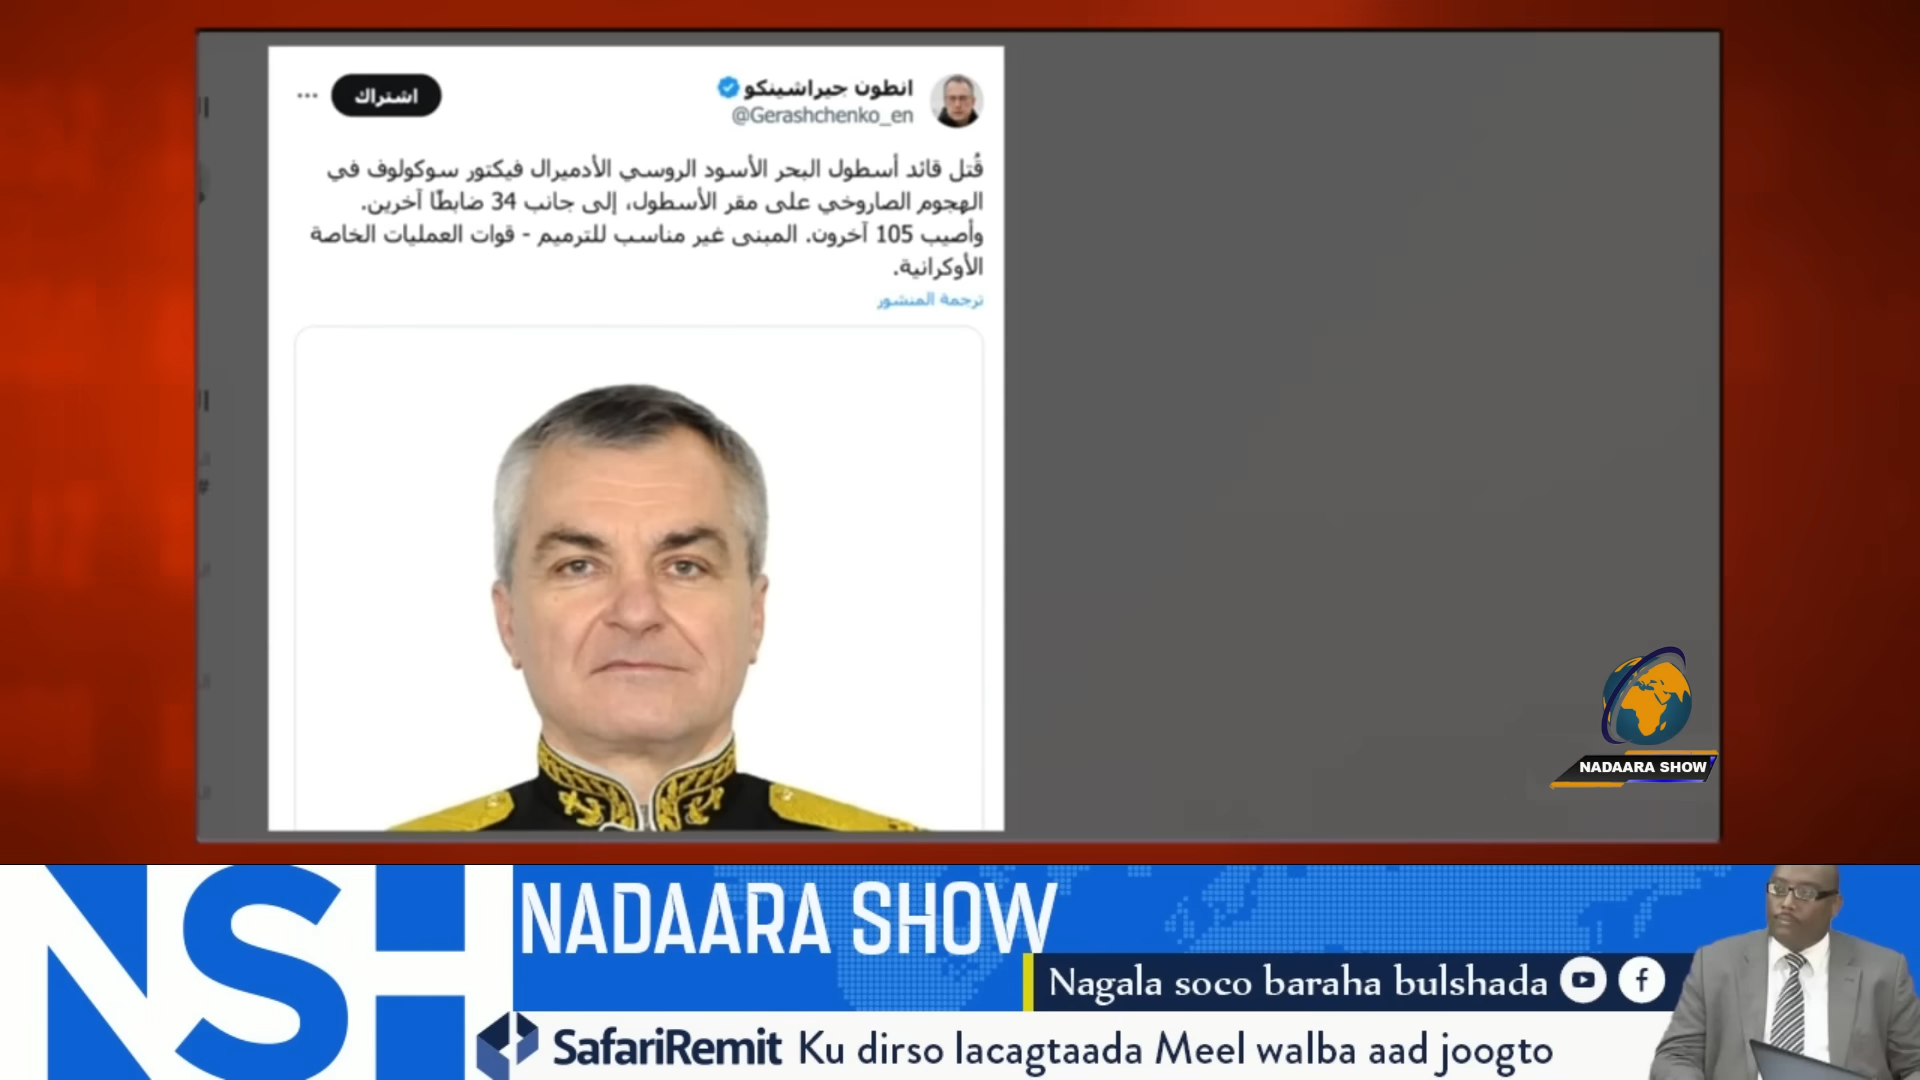 انطون جيراشينكو
@Gerashchenko_en
اشتراك
قُتل قائد أسطول البحر الأسود الروسي الأدميرال فيكتور سوكولوف في
الهجوم الصاروخي على مقر الأسطول، إلى جانب 34 ضابطًا آخرين.
وأصيب 105 آخرون. المبنى غير مناسب للترميم - قوات العمليات الخاصة
الأوكرانية.
ترجمة المنشور
NADAARA SHOW
NSH
NADAARA SHOW
Nagala soco baraha bulshada
SafariRemit Ku dirso lacagtaada Meel walba aad joogto